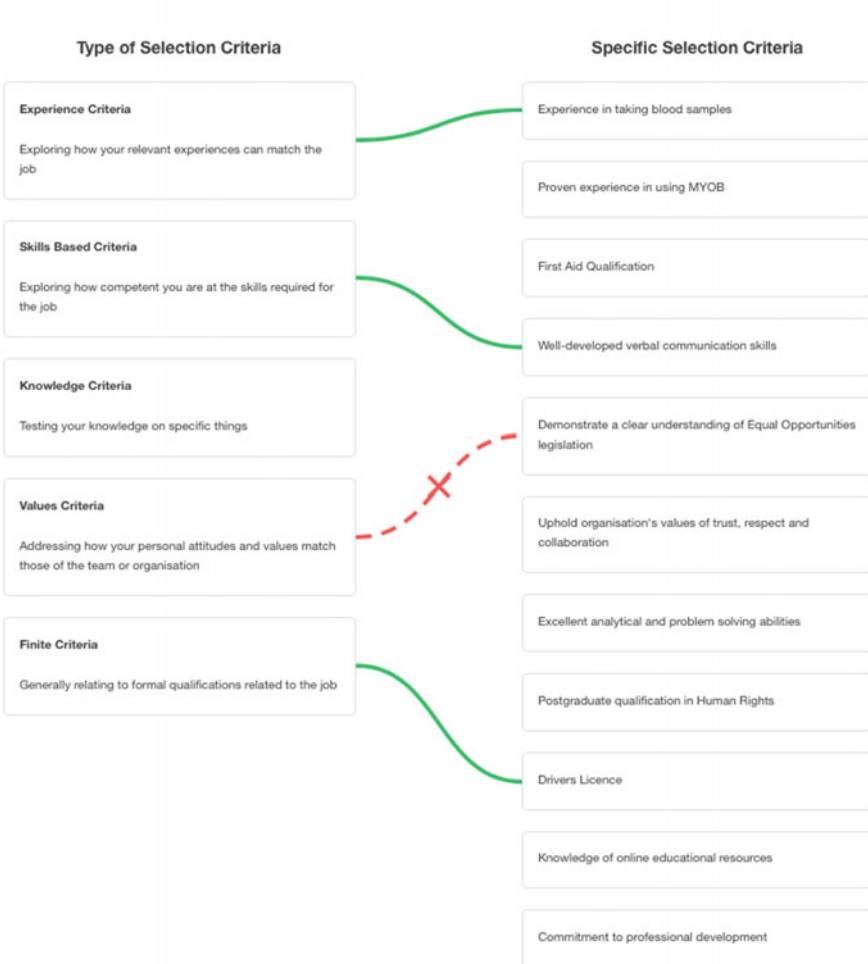 Type of Selection Criteria
Experience Criteria
Exploring how your relevant experiences can match the
job
Skills Based Criteria
Exploring how competent you are at the skills required for
the job
Knowledge Criteria
Testing your knowledge on specific things
Values Criteria
Addressing how your personal attitudes and values match
those of the team or organisation
Finite Criteria
Generally relating to formal qualifications related to the job
Specific Selection Criteria
Experience in taking blood samples
Proven experience in using MYOB
First Aid Qualification
Well-developed verbal communication skills
Demonstrate a clear understanding of Equal Opportunities
legislation
Uphold organisation's values of trust, respect and
collaboration
Excellent analytical and problem solving abilities
Postgraduate qualification in Human Rights
Drivers Licence
Knowledge of online educational resources
Commitment to professional development